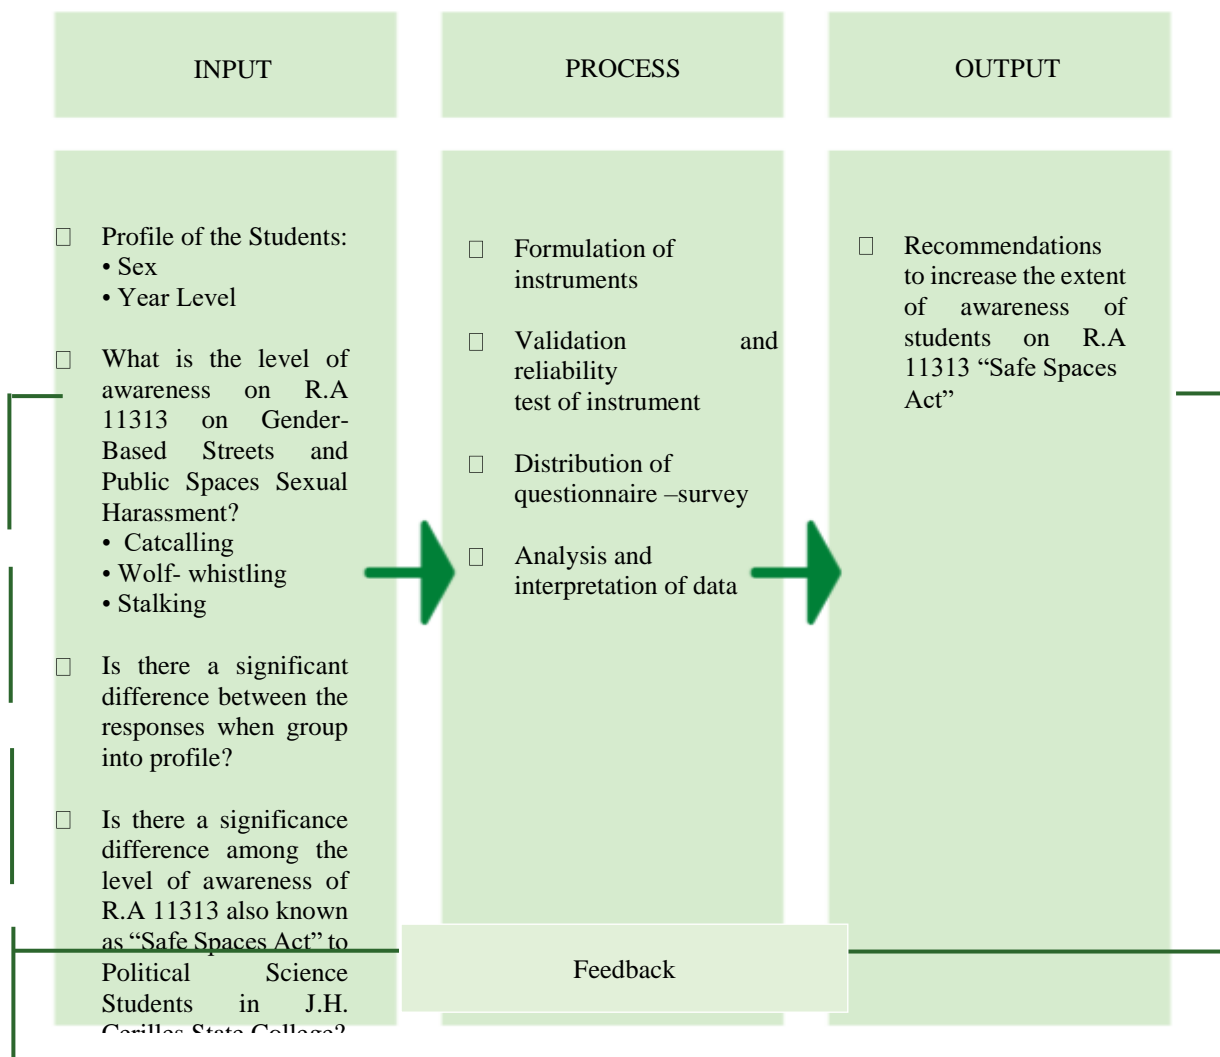 INPUT
PROCESS
OUTPUT
Profile of the Students:
• Sex
• Year Level
What is the level of
awareness on R.A
11313 on Gender-
Based Streets and
Public Spaces Sexual
Harassment?
• Catcalling
• Wolf- whistling
• Stalking
Is there a significant
difference between the
responses when group
into profile?
Is there a significance
difference among the
level of awareness of
R.A 11313 also known
as “Safe Spaces Act” to
Political Science
Students in J.H.
Cerilles State College?
Formulation of
instruments
Validation and
reliability
test of instrument
Distribution of
questionnaire –survey
Analysis and
interpretation of data
Recommendations
to increase the extent
of awareness of
students on R.A
11313 “Safe Spaces
Act”
Feedback